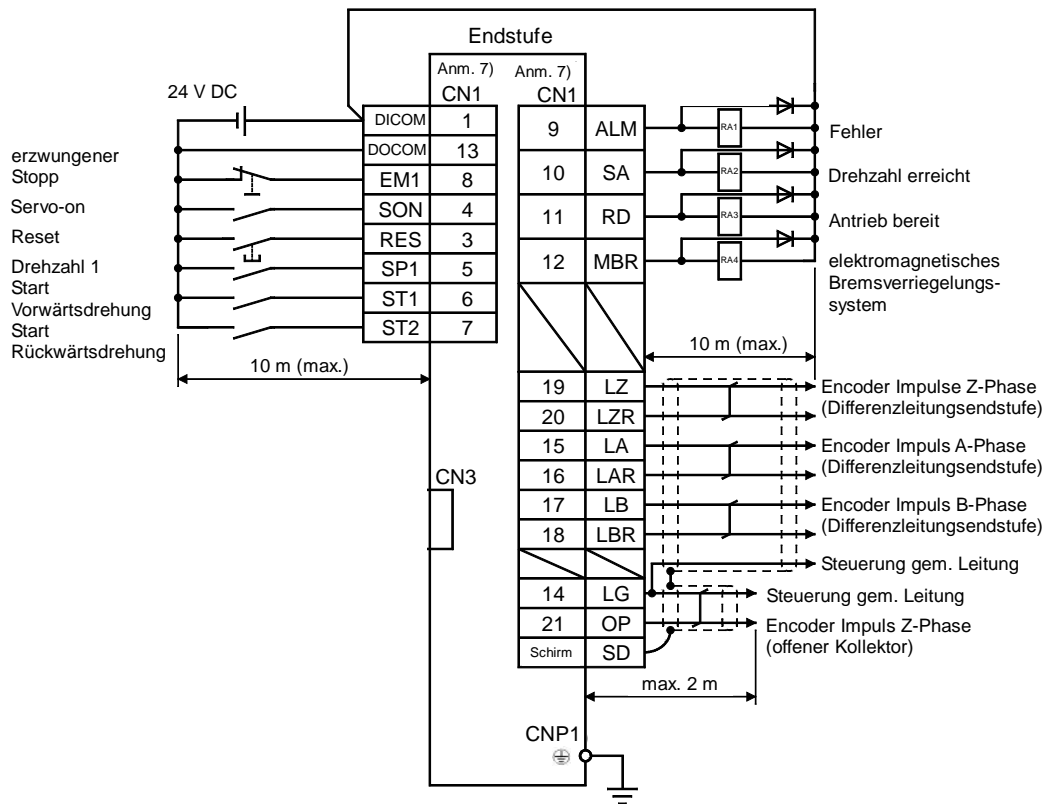 Endstufe
Anm. 7)
CN1
Anm. 7)
CN1
24 V DC
DICOM 1
DOCOM 13
erzwungener
Stopp
EM1 8
Servo-on
SON 4
Reset
RES 3
Drehzahl 1
SP1 5
Start
Vorwärtsdrehung
ST1 6
Start
Rückwärtsdrehung
ST2 7
10 m (max.)
9 ALM
RA1
Fehler
10 SA
RA2
Drehzahl erreicht
11 RD
RA3
Antrieb bereit
12 MBR
RA4
elektromagnetisches
Bremsverriegelungs-
system
10 m (max.)
19 LZ
Encoder Impulse Z-Phase
(Differenzleitungsendstufe)
20 LZR
15 LA
Encoder Impuls A-Phase
(Differenzleitungsendstufe)
16 LAR
17 LB
Encoder Impuls B-Phase
(Differenzleitungsendstufe)
18 LBR
Steuerung gem. Leitung
14 LG
Steuerung gem. Leitung
21 OP
Encoder Impuls Z-Phase
(offener Kollektor)
Schirm SD
max. 2 m
CN3
CNP1